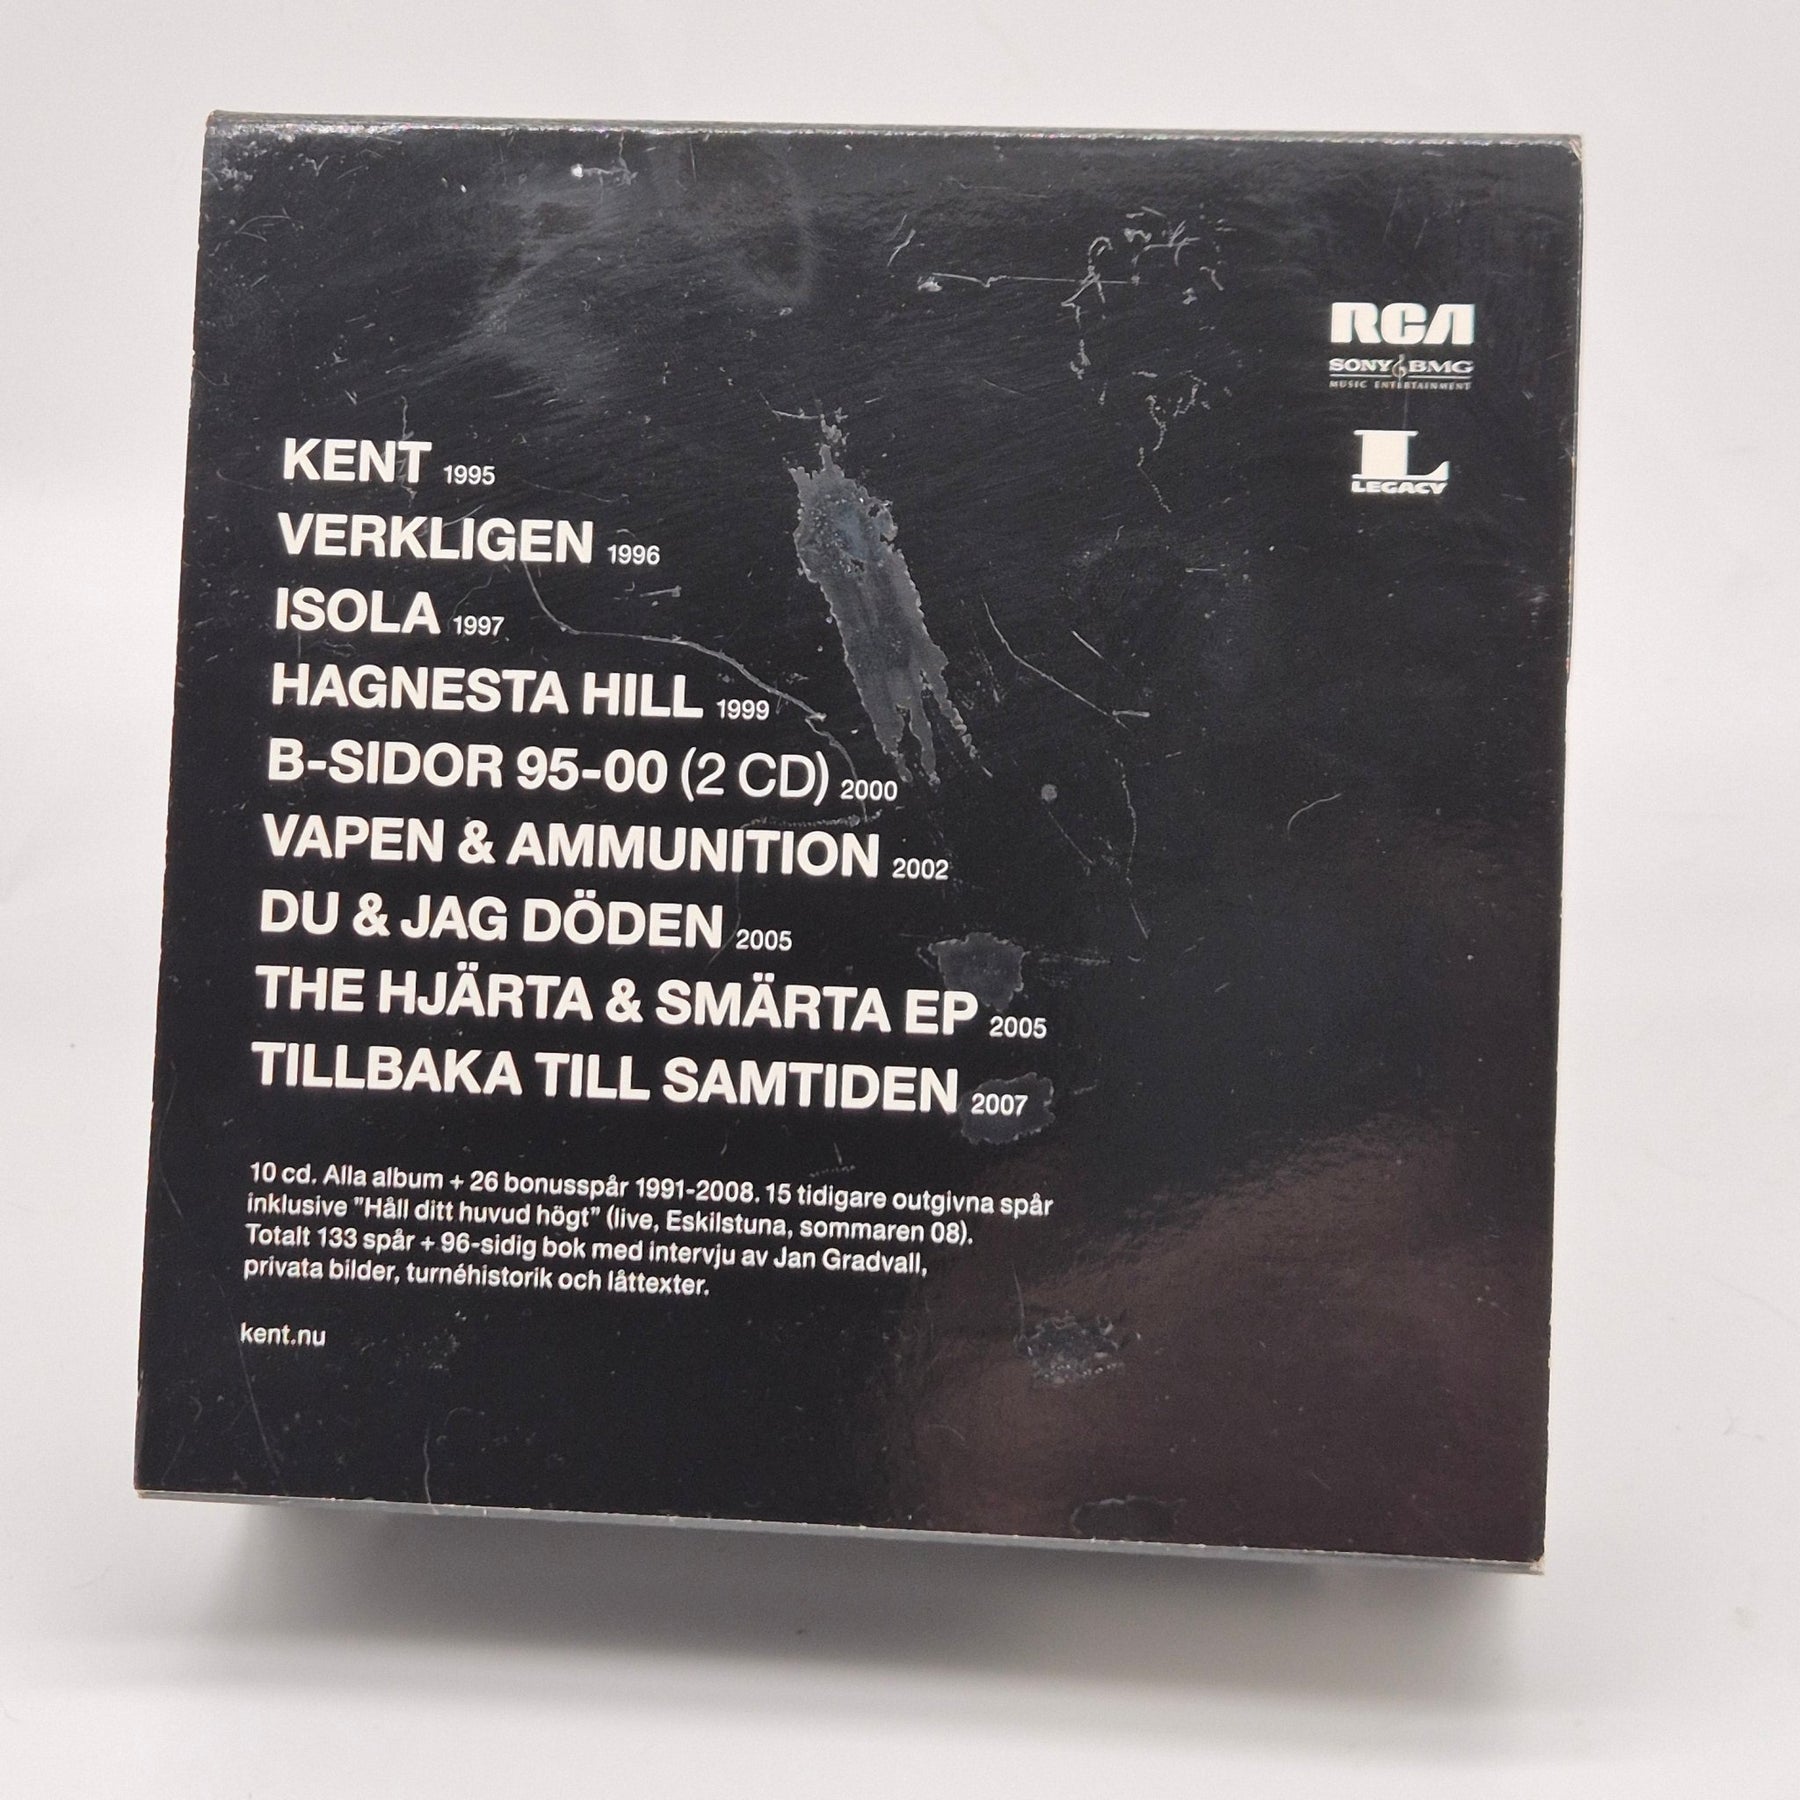 RCA
SONY BMG
MUSIC ENTERTAINMENT
L
LEGACY
KENT 1995
VERKLIGEN 1996
ISOLA 1997
HAGNESTA HILL 1999
B-SIDOR 95-00 (2 CD) 2000
VAPEN & AMMUNITION 2002
DU & JAG DÖDEN 2005
THE HJÄRTA & SMÄRTA EP 2005
TILLBAKA TILL SAMTIDEN 2007
10 cd. Alla album + 26 bonusspår 1991-2008. 15 tidigare outgivna spår
inklusive "Håll ditt huvud högt" (live, Eskilstuna, sommaren 08).
Totalt 133 spår + 96-sidig bok med intervju av Jan Gradvall,
privata bilder, turnéhistorik och låttexter.
kent.nu